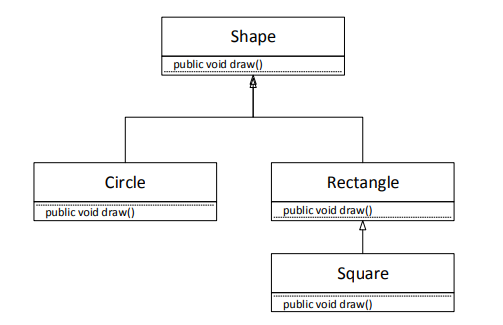 Shape
public void draw()
Circle
public void draw()
Rectangle
public void draw()
Square
public void draw()